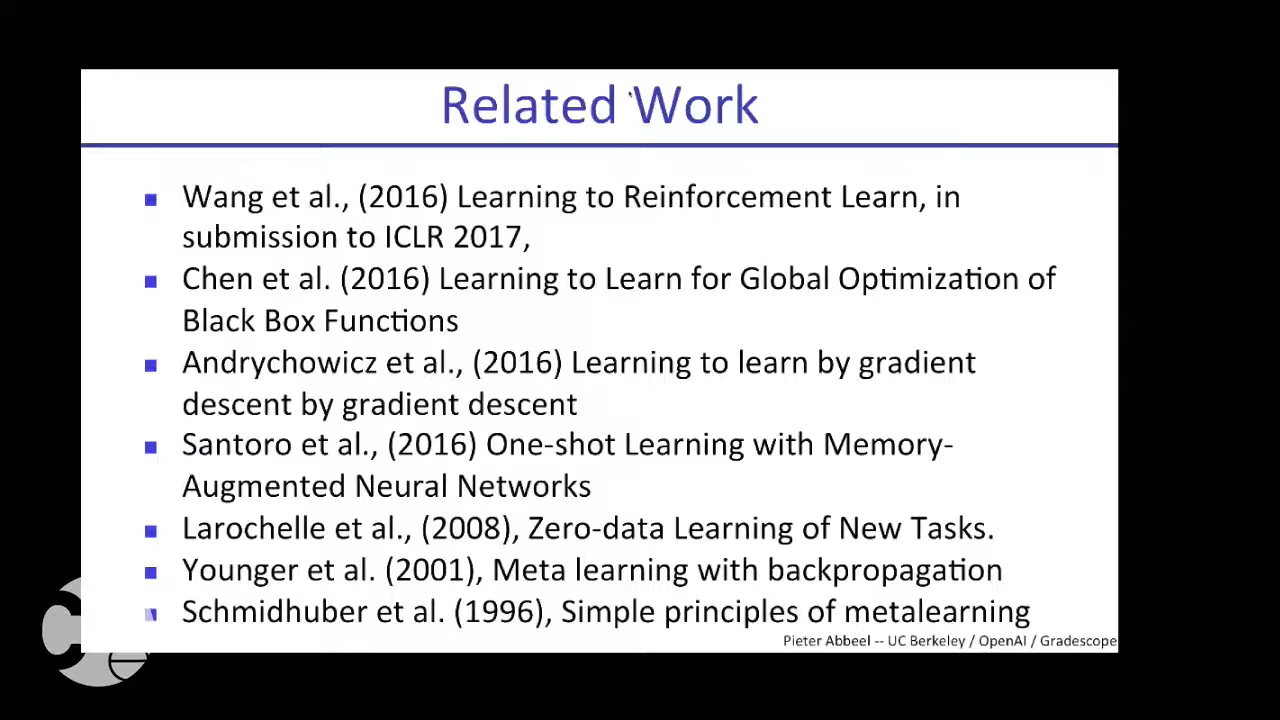 Related Work
Wang et al., (2016) Learning to Reinforcement Learn, in
submission to ICLR 2017,
Chen et al. (2016) Learning to Learn for Global Optimization of
Black Box Functions
Andrychowicz et al., (2016) Learning to learn by gradient
descent by gradient descent
Santoro et al., (2016) One-shot Learning with Memory-
Augmented Neural Networks
Larochelle et al., (2008), Zero-data Learning of New Tasks.
Younger et al. (2001), Meta learning with backpropagation
Schmidhuber et al. (1996), Simple principles of metalearning
Pieter Abbeel -- UC Berkeley / OpenAI / Gradescope